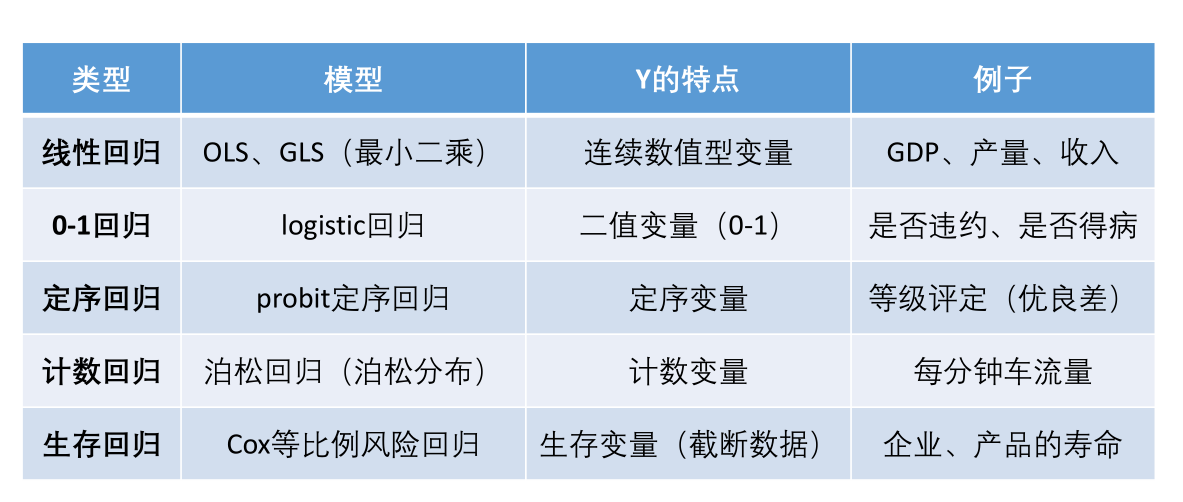 类型 模型 Y的特点 例子
线性回归 OLS、GLS（最小二乘） 连续数值型变量 GDP、产量、收入
0-1回归 logistic回归 二值变量（0-1） 是否违约、是否得病
定序回归 probit定序回归 定序变量 等级评定（优良差）
计数回归 泊松回归（泊松分布） 计数变量 每分钟车流量
生存回归 Cox等比例风险回归 生存变量（截断数据） 企业、产品的寿命